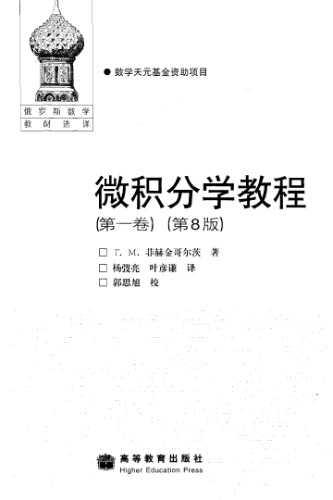 ● 数学天元基金资助项目
俄罗斯数学
教材选译
微积分学教程
(第一卷) (第8版)
□ Г. М. 菲赫金哥尔茨 著
□ 杨弢亮 叶彦谦 译
□ 郭思旭 校
高等教育出版社
Higher Education Press